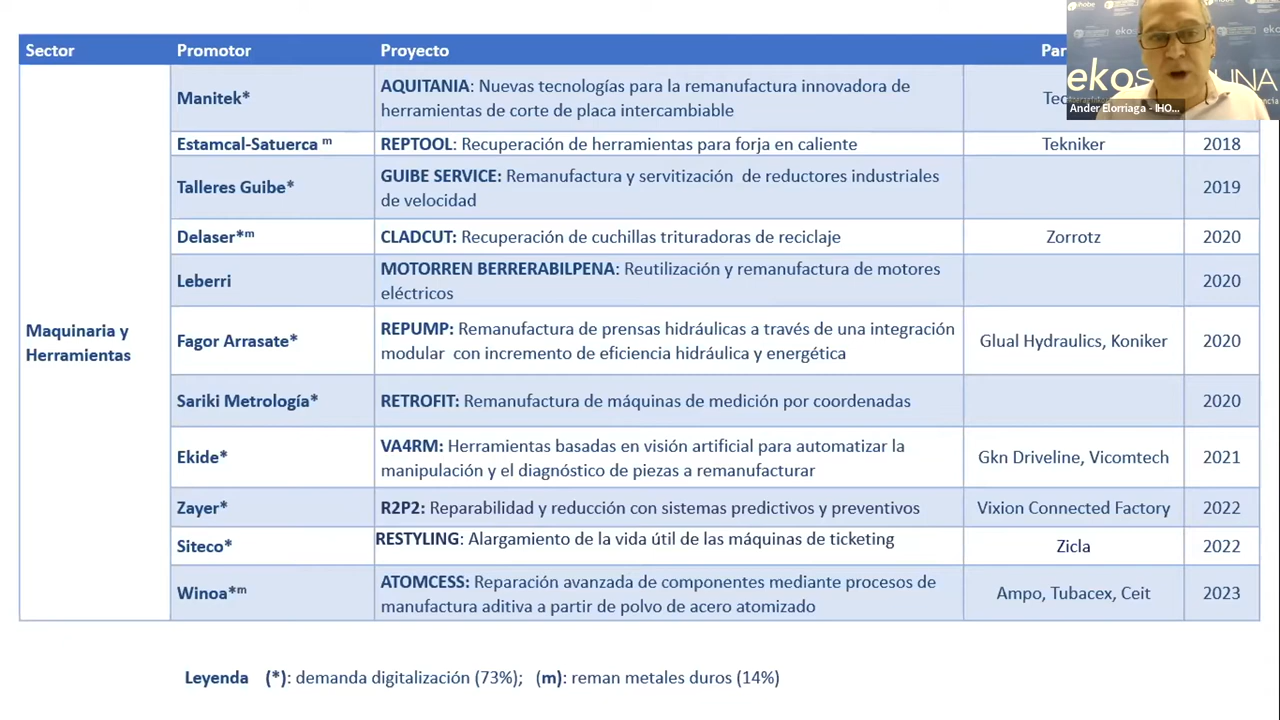 Sector Promotor Proyecto
Maquinaria y
Herramientas
Manitek*
AQUITANIA: Nuevas tecnologías para la remanufactura innovadora de
herramientas de corte de placa intercambiable
Estamcal-Satuerca m
REPTOOL: Recuperación de herramientas para forja en caliente
Tekniker
2018
Talleres Guibe*
GUIBE SERVICE: Remanufactura y servitización de reductores industriales
de velocidad
2019
Delaser*m
CLADCUT: Recuperación de cuchillas trituradoras de reciclaje
Zorrotz
2020
Leberri
MOTORREN BERRERABILPENA: Reutilización y remanufactura de motores
eléctricos
2020
Fagor Arrasate*
REPUMP: Remanufactura de prensas hidráulicas a través de una integración
modular con incremento de eficiencia hidráulica y energética
Glual Hydraulics, Koniker
2020
Sariki Metrología*
RETROFIT: Remanufactura de máquinas de medición por coordenadas
2020
Ekide*
VA4RM: Herramientas basadas en visión artificial para automatizar la
manipulación y el diagnóstico de piezas a remanufacturar
Gkn Driveline, Vicomtech
2021
Zayer*
R2P2: Reparabilidad y reducción con sistemas predictivos y preventivos
Vixion Connected Factory
2022
Siteco*
RESTYLING: Alargamiento de la vida útil de las máquinas de ticketing
Zicla
2022
Winoa*m
ATOMCESS: Reparación avanzada de componentes mediante procesos de
manufactura aditiva a partir de polvo de acero atomizado
Ampo, Tubacex, Ceit
2023
Leyenda (*): demanda digitalización (73%); (m): reman metales duros (14%)
ihobe
eko
Ander Elorriaga - IHO...